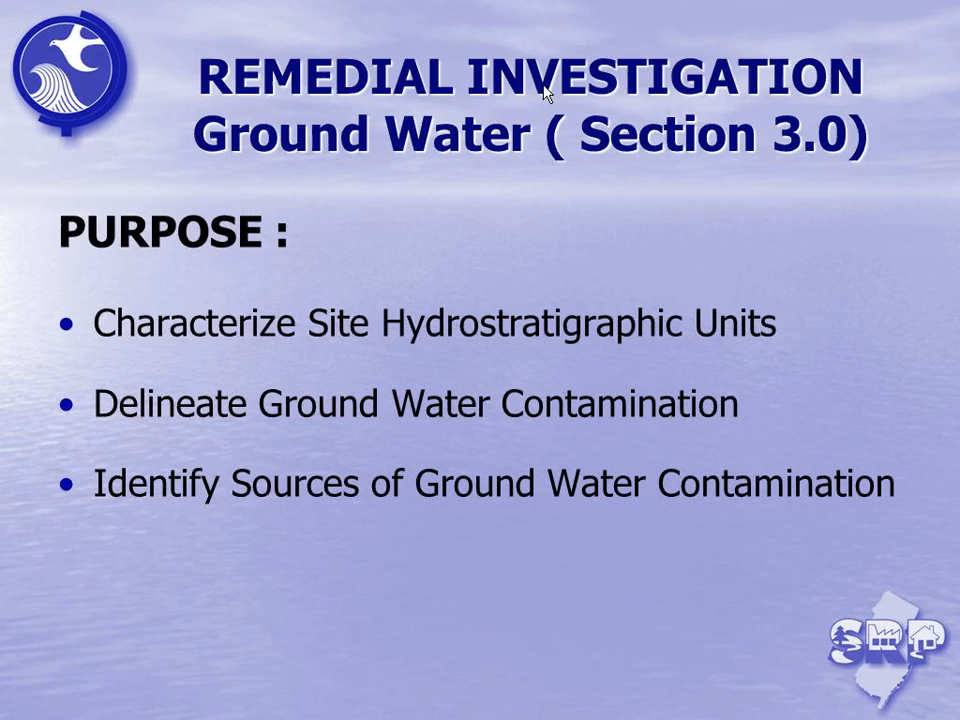 REMEDIAL INVESTIGATION
Ground Water ( Section 3.0)
PURPOSE :
• Characterize Site Hydrostratigraphic Units
• Delineate Ground Water Contamination
• Identify Sources of Ground Water Contamination
SRP